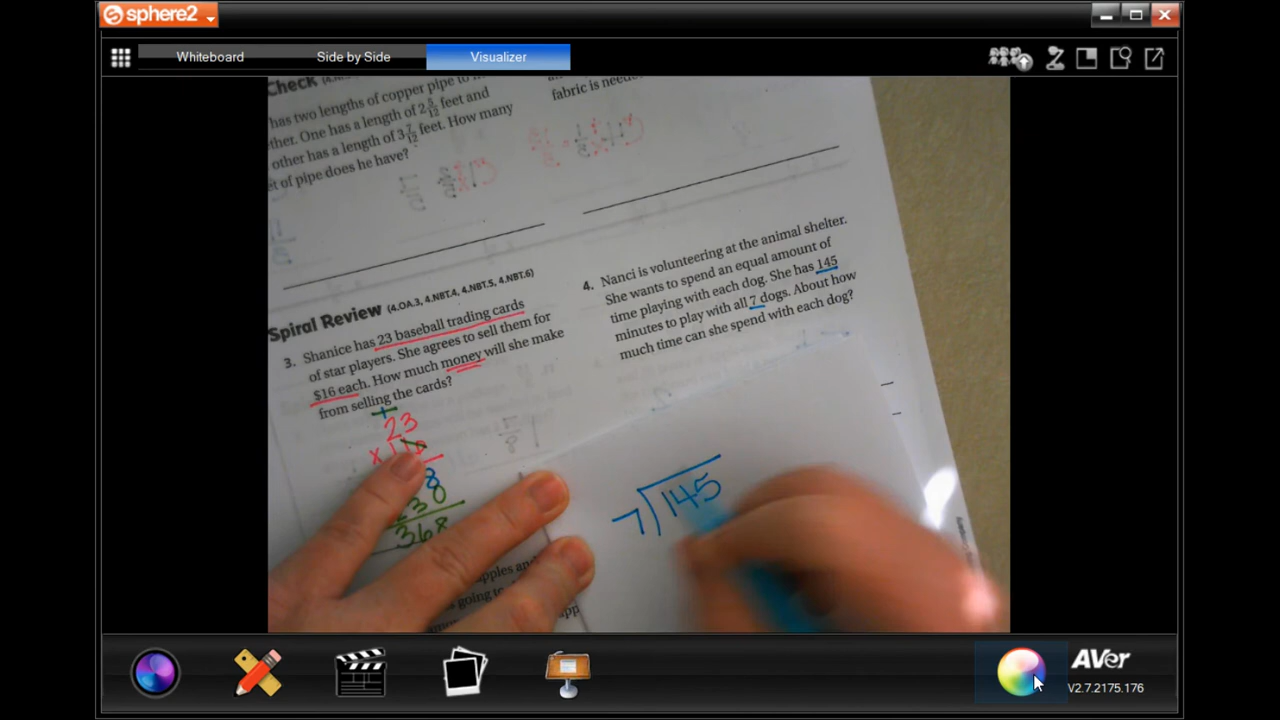 sphere2
Whiteboard Side by Side Visualizer
Check
has two lengths of copper pipe to
One has a length of 2 5/12 feet and
other has a length of 3 7/12 feet. How many
of pipe does he have?
fabric is
Spiral Review (4.OA.3, 4.NBT.4, 4.NBT.5, 4.NBT.6)
3. Shanice has 23 baseball trading cards
of star players. She agrees to sell them for
$16 each. How much money will she make
from selling the cards?
23
x 1
8
368
4. Nanci is volunteering at the animal shelter.
She wants to spend an equal amount of
time playing with each dog. She has 145
minutes to play with all 7 dogs. About how
much time can she spend with each dog?
7)145
going to
AVer
V2.7.2175.176